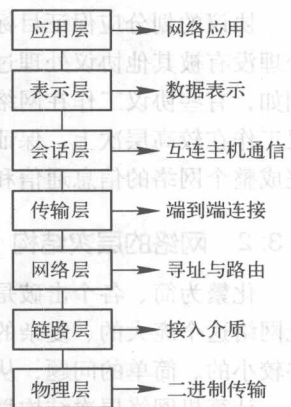 应用层 网络应用
表示层 数据表示
会话层 互连主机通信
传输层 端到端连接
网络层 寻址与路由
链路层 接入介质
物理层 二进制传输